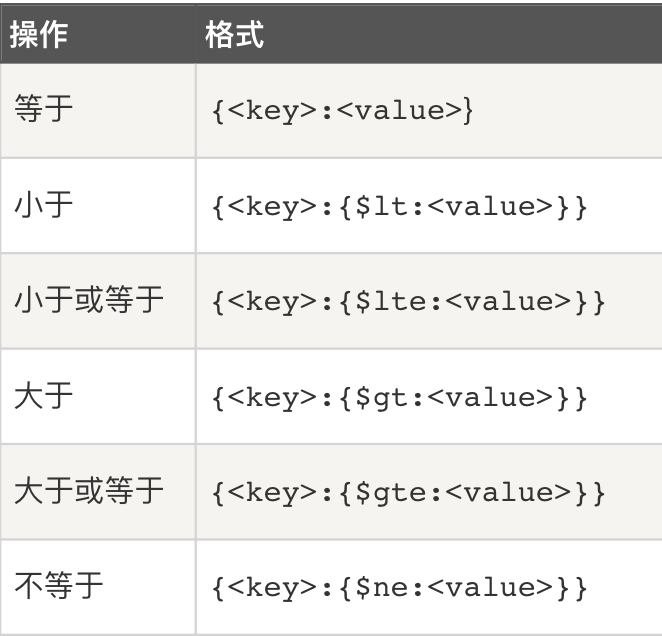 操作 格式
等于 {<key>:<value>}
小于 {<key>:{$lt:<value>}}
小于或等于 {<key>:{$lte:<value>}}
大于 {<key>:{$gt:<value>}}
大于或等于 {<key>:{$gte:<value>}}
不等于 {<key>:{$ne:<value>}}